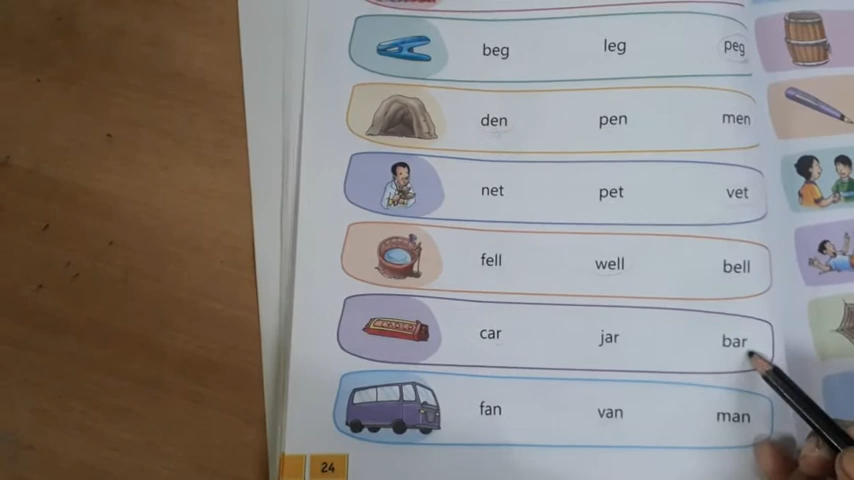 beg leg peg
den pen men
net pet vet
fell well bell
car jar bar
fan van man
24